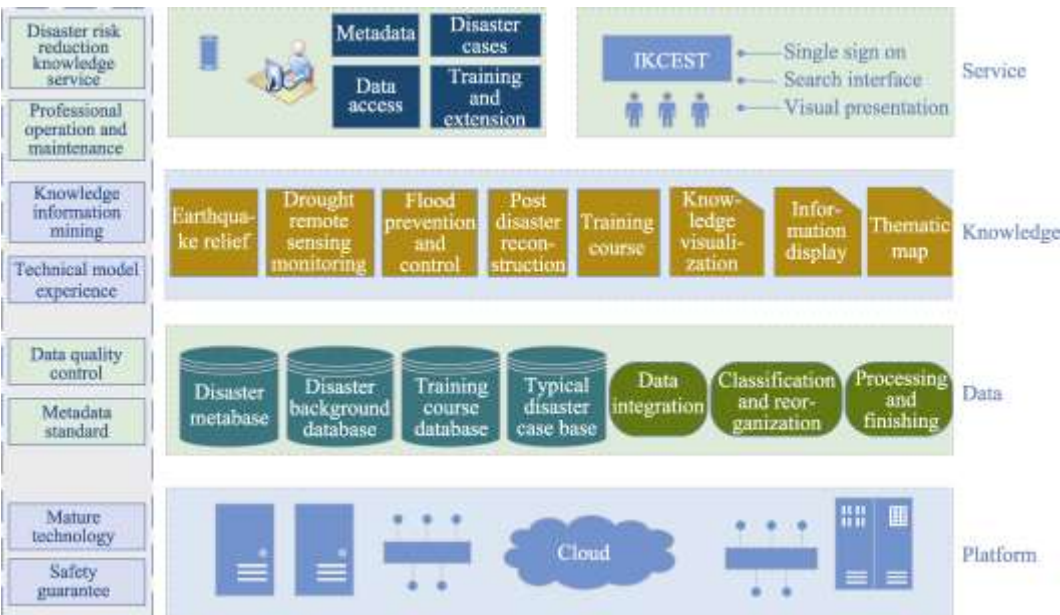 Disaster risk
reduction
knowledge
service
Professional
operation and
maintenance
Knowledge
information
mining
Technical model
experience
Data quality
control
Metadata
standard
Mature
technology
Safety
guarantee
Metadata
Disaster
cases
Data
access
Training
and
extension
IKCEST
Single sign on
Search interface
Visual presentation
Service
Earthqua-
ke relief
Drought
remote
sensing
monitoring
Flood
prevention
and
control
Post
disaster
recon-
struction
Training
course
Know-
ledge
visuali-
zation
Infor-
mation
display
Thematic
map
Knowledge
Disaster
metabase
Disaster
background
database
Training
course
database
Typical
disaster
case base
Data
integration
Classification
and reor-
ganization
Processing
and
finishing
Data
Cloud
Platform